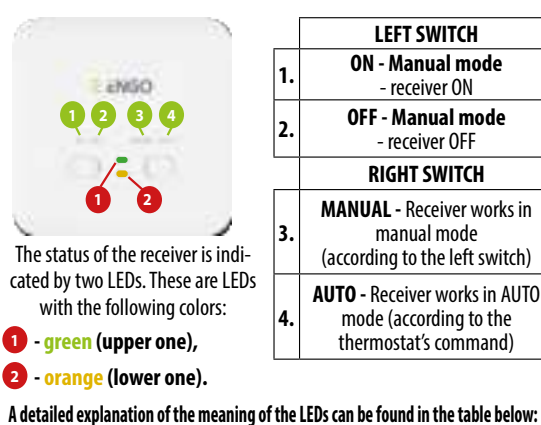 ENGO
1 2 3 4
1 2
The status of the receiver is indi-
cated by two LEDs. These are LEDs
with the following colors:
1 - green (upper one),
2 - orange (lower one).
LEFT SWITCH
1. ON - Manual mode
- receiver ON
2. OFF - Manual mode
- receiver OFF
RIGHT SWITCH
3. MANUAL - Receiver works in
manual mode
(according to the left switch)
4. AUTO - Receiver works in AUTO
mode (according to the
thermostat's command)
A detailed explanation of the meaning of the LEDs can be found in the table below: